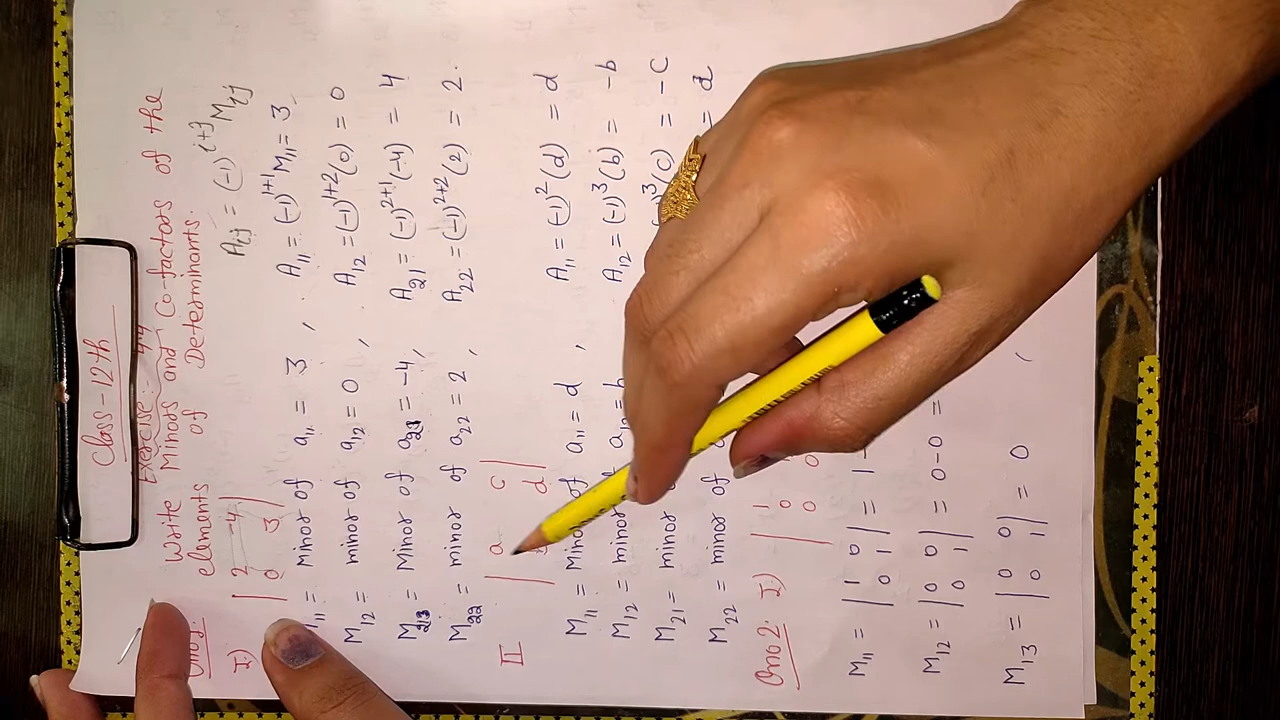 Class-12th
Exercise: 4.4
Write Minors and Co-factors of the
elements of Determinants.
I) | 2 -4 |
| 0 3 |
Aij = (-1)^i+j Mij
M11 = minor of a11 = 3 , A11 = (-1)^1+1 M11 = 3
M12 = minor of a12 = 0 , A12 = (-1)^1+2 (0) = 0
M21 = Minor of a21 = -4, A21 = (-1)^2+1 (-4) = 4
M22 = minor of a22 = 2 , A22 = (-1)^2+2 (2) = 2.
II | a c |
d |
M11 = Minor of a11 = d , A11 = (-1)^2 (d) = d
M12 = minor a12 = b A12 = (-1)^3 (b) = -b
M21 = minor (c) = -c
M22 = minor of = d
Qno 2: I) | 1
0
0 0
M11 = | 1 0 | = 1
| 0 1 |
M12 = | 0 0 | = 0-0 =
| 0 1 |
M13 = | 0 0 | = 0 ,
| 0 1 |